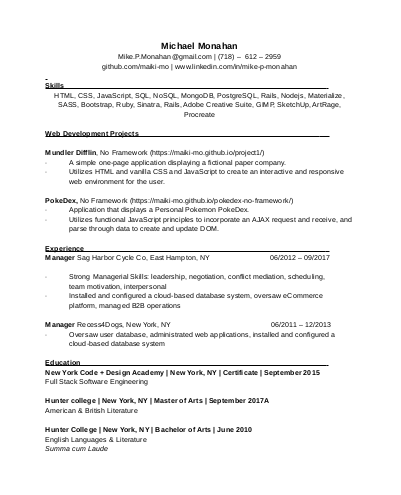 Michael Monahan
Mike.P.Monahan@gmail.com | (718) – 612 – 2959
github.com/maiki-mo | www.linkedin.com/in/mike-p-monahan
Skills
HTML, CSS, JavaScript, SQL, NoSQL, MongoDB, PostgreSQL, Rails, Nodejs, Materialize,
SASS, Bootstrap, Ruby, Sinatra, Rails, Adobe Creative Suite, GIMP, SketchUp, ArtRage,
Procreate
Web Development Projects
Mundler Difflin, No Framework (https://maiki-mo.github.io/project1/)
· A simple one-page application displaying a fictional paper company.
· Utilizes HTML and vanilla CSS and JavaScript to create an interactive and responsive
web environment for the user.
PokeDex, No Framework (https://maiki-mo.github.io/pokedex-no-framework/)
· Application that displays a Personal Pokemon PokeDex.
· Utilizes functional JavaScript principles to incorporate an AJAX request and receive, and
parse through data to create and update DOM.
Experience
Manager Sag Harbor Cycle Co, East Hampton, NY 06/2012 – 09/2017
· Strong Managerial Skills: leadership, negotiation, conflict mediation, scheduling,
team motivation, interpersonal
· Installed and configured a cloud-based database system, oversaw eCommerce
platform, managed B2B operations
Manager Recess4Dogs, New York, NY 06/2011 – 12/2013
· Oversaw user database, administrated web applications, installed and configured a
cloud-based database system
Education
New York Code + Design Academy | New York, NY | Certificate | September 2015
Full Stack Software Engineering
Hunter college | New York, NY | Master of Arts | September 2017A
American & British Literature
Hunter College | New York, NY | Bachelor of Arts | June 2010
English Languages & Literature
Summa cum Laude